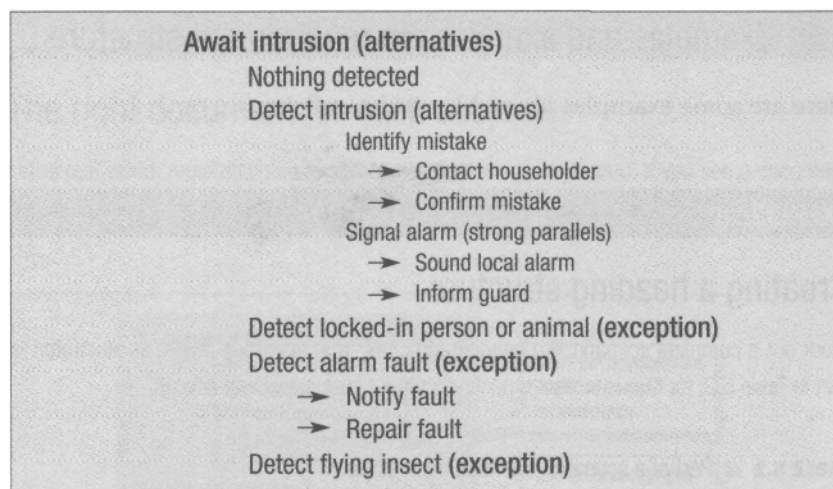 Await intrusion (alternatives)
Nothing detected
Detect intrusion (alternatives)
Identify mistake
→ Contact householder
→ Confirm mistake
Signal alarm (strong parallels)
→ Sound local alarm
→ Inform guard
Detect locked-in person or animal (exception)
Detect alarm fault (exception)
→ Notify fault
→ Repair fault
Detect flying insect (exception)